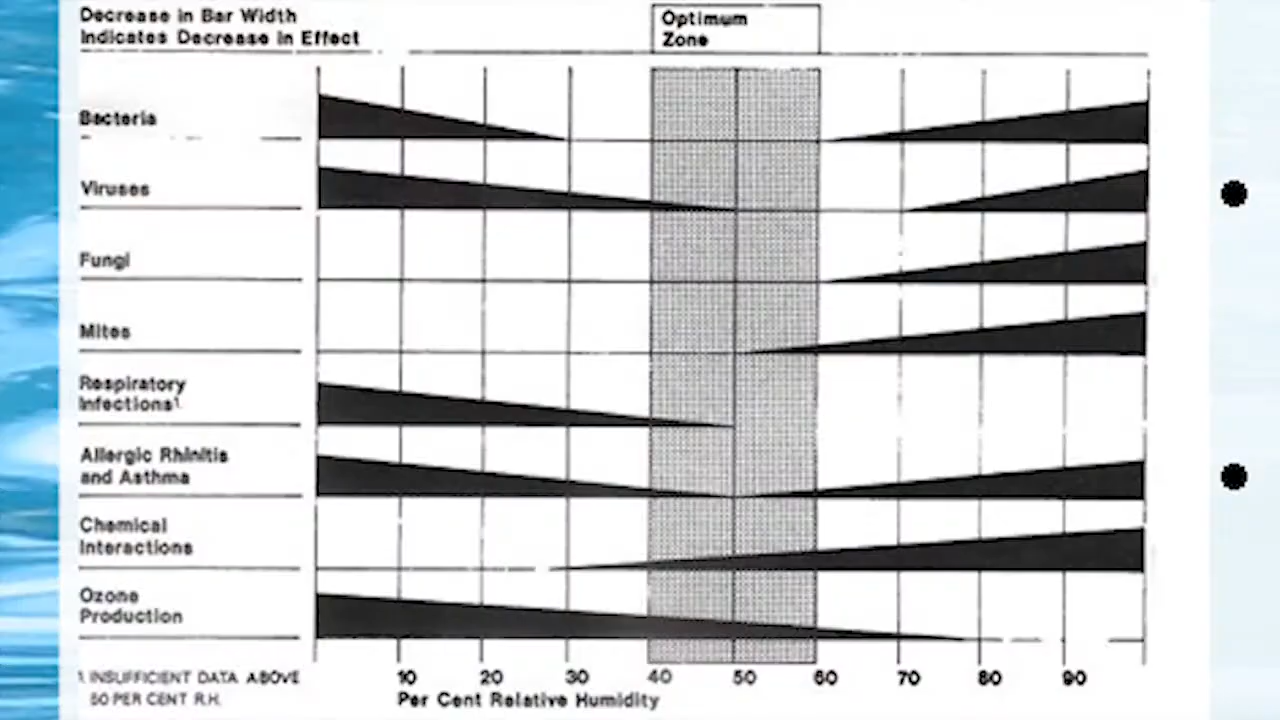 Decrease in Bar Width
Indicates Decrease in Effect
Optimum
Zone
Bacteria
Viruses
Fungi
Mites
Respiratory
Infections1
Allergic Rhinitis
and Asthma
Chemical
Interactions
Ozone
Production
10 20 30 40 50 60 70 80 90
Per Cent Relative Humidity
1 INSUFFICIENT DATA ABOVE
50 PER CENT R.H.